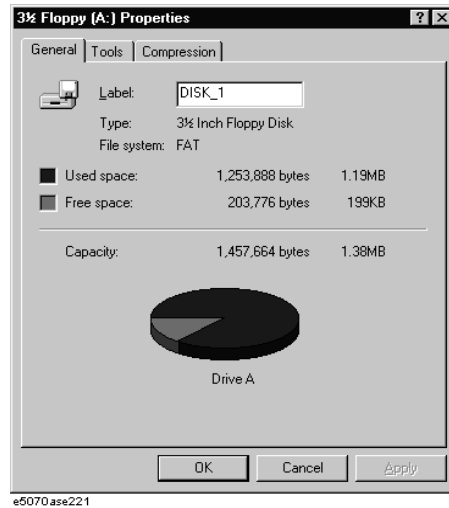 3½ Floppy (A:) Properties
General Tools Compression
Label: DISK_1
Type: 3½ Inch Floppy Disk
File system: FAT
Used space: 1,253,888 bytes 1.19MB
Free space: 203,776 bytes 199KB
Capacity: 1,457,664 bytes 1.38MB
Drive A
OK Cancel Apply
e5070ase221